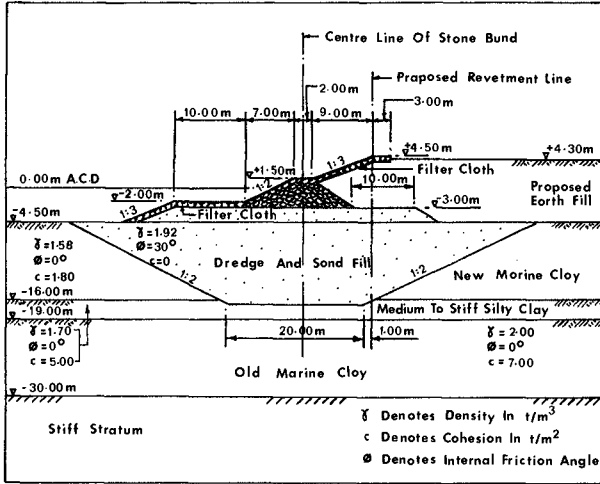 Centre Line Of Stone Bund
2·00m
Praposed Revetment Line
10·00m
7·00m
9·00m
3·00m
+4·50m
+4·30m
1:3
Filter Cloth
+1·50m
10.00m
0·00m A.C.D
1:2
Proposed
Eorth Fill
-2.00m
1:3
Filter Cloth
-3·00m
-4·50m
ɣ =1·58
Ø=0°
c=1·80
ɣ=1.92
Ø=30°
c=0
1:2
Dredge And Sond Fill
1:2
New Morine Cloy
-16·00m
Medium To Stiff Silty Clay
-19·00m
ɣ=1.70
Ø=0°
c=5·00
20·00m
1·00m
ɣ = 2·00
Ø=0°
c=7.00
Old Marine Cloy
-30·00m
Stiff Stratum
ɣ Denotes Density In t/m³
c Denotes Cohesion In t/m²
Ø Denotes Internal Friction Angle